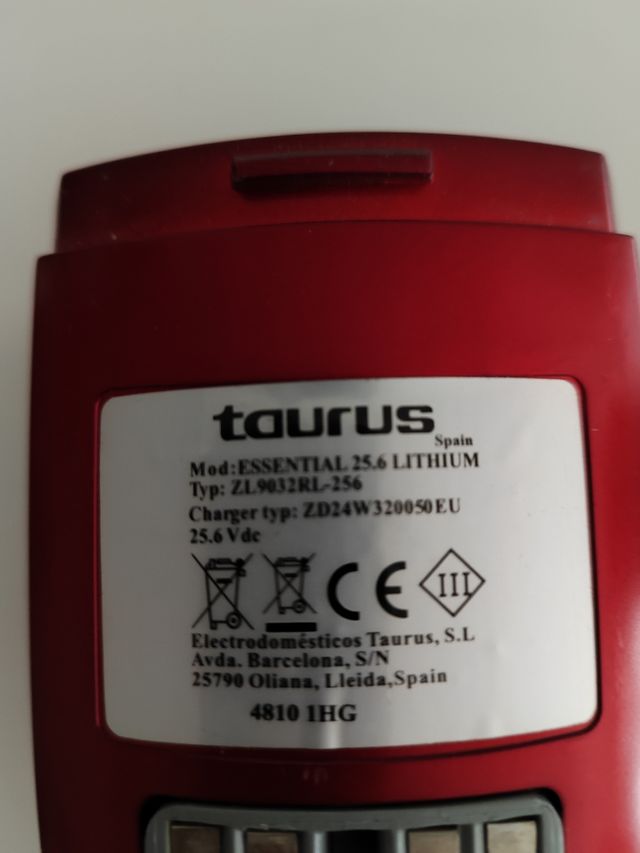 taurus
Spain
Mod:ESSENTIAL 25.6 LITHIUM
Typ: ZL9032RL-256
Charger typ: ZD24W320050EU
25.6 Vdc
CE III
Electrodomésticos Taurus, S.L
Avda. Barcelona, S/N
25790 Oliana, Lleida,Spain
4810 1HG